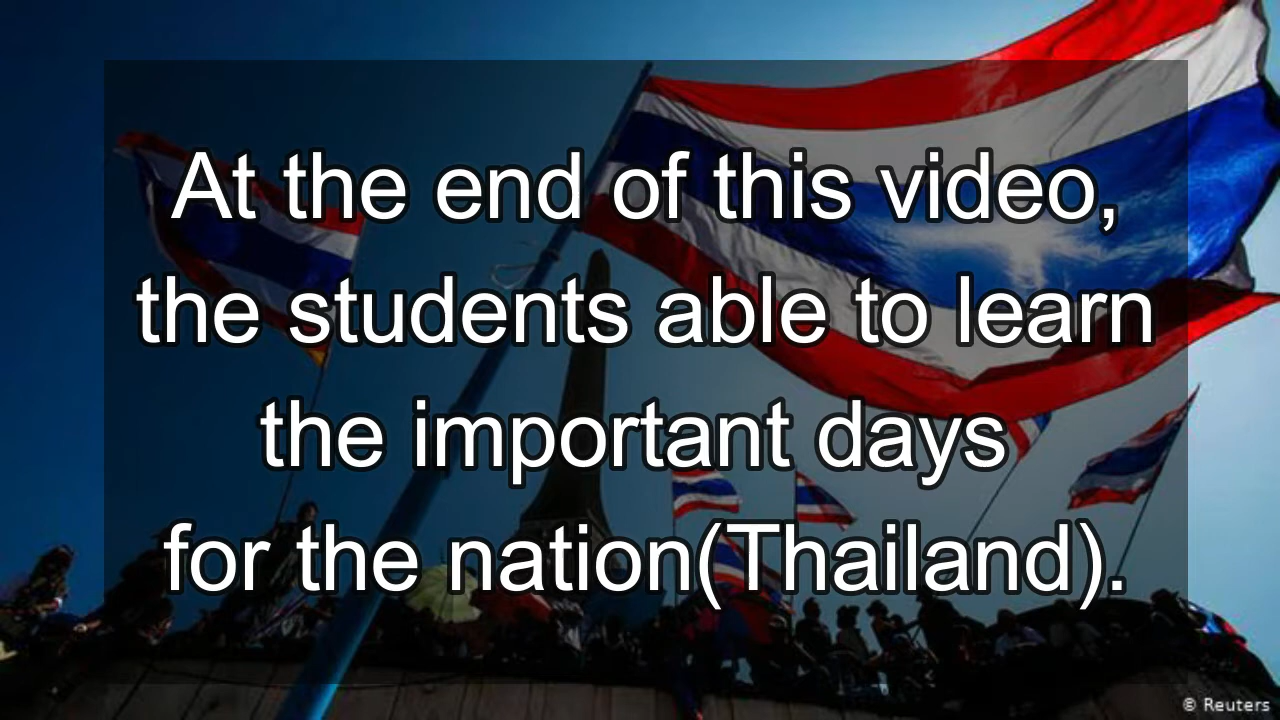 At the end of this video,
the students able to learn
the important days
for the nation(Thailand).
© Reuters